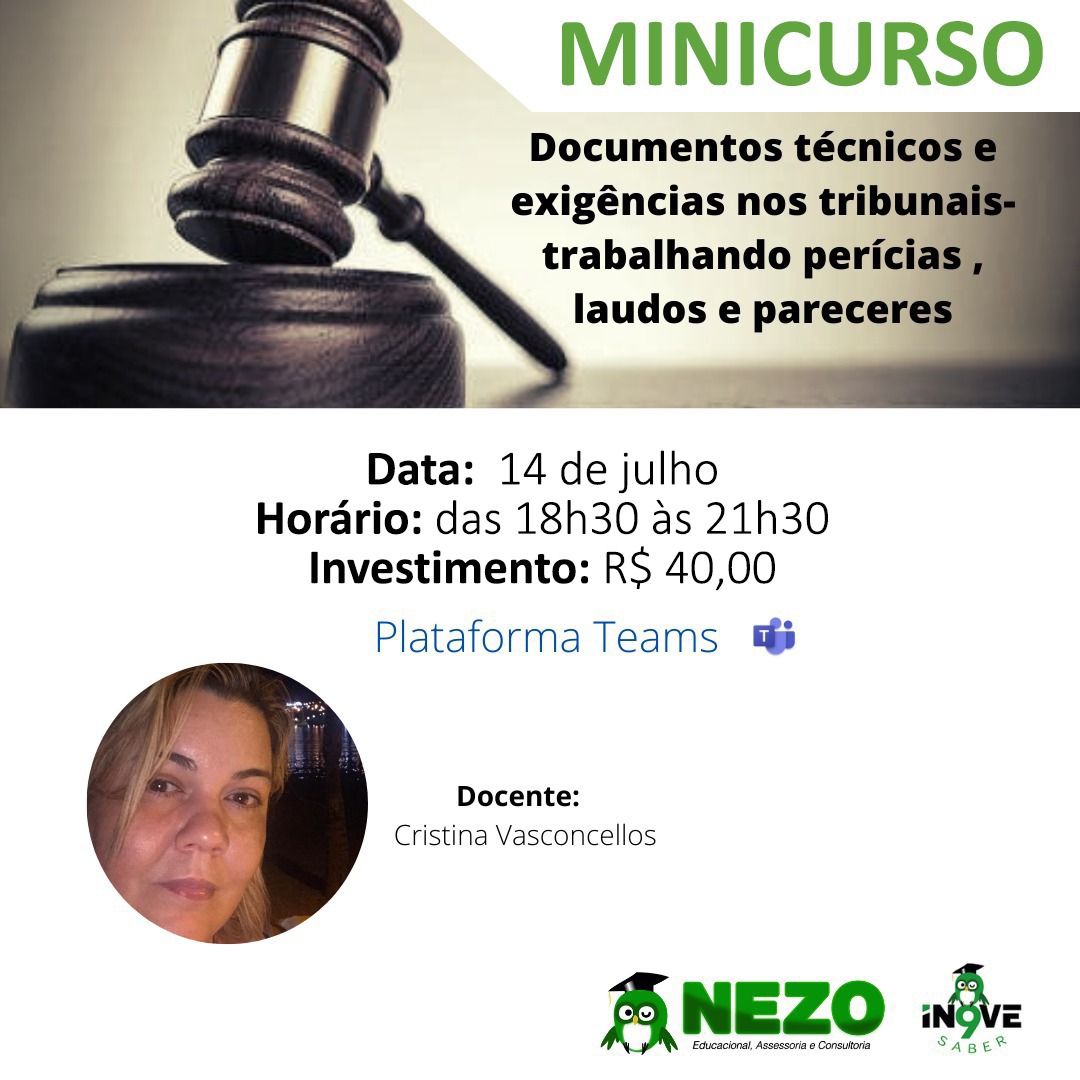 MINICURSO
Documentos técnicos e
exigências nos tribunais-
trabalhando perícias ,
laudos e pareceres
Data: 14 de julho
Horário: das 18h30 às 21h30
Investimento: R$ 40,00
Plataforma Teams
T
Docente:
Cristina Vasconcellos
NEZO
Educacional, Assessoria e Consultoria
iN9VE
SABER